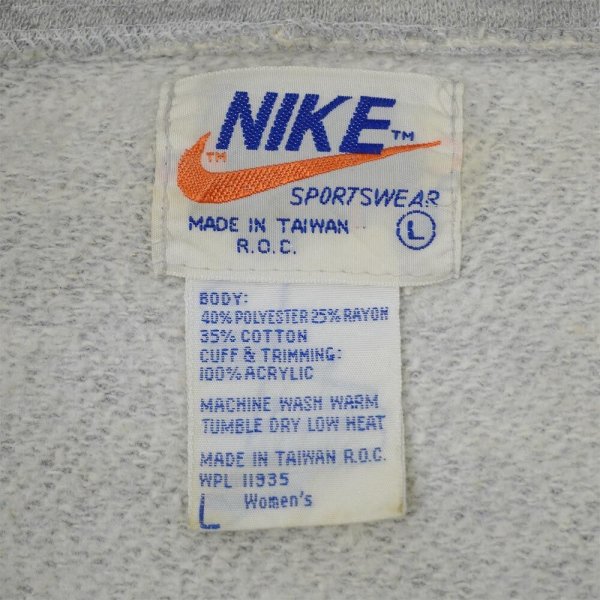 NIKE™
™
SPORTSWEAR
MADE IN TAIWAN L
R.O.C.
BODY:
40% POLYESTER 25% RAYON
35% COTTON
CUFF & TRIMMING:
100% ACRYLIC
MACHINE WASH WARM
TUMBLE DRY LOW HEAT
MADE IN TAIWAN R.O.C.
WPL 11935
L Women's